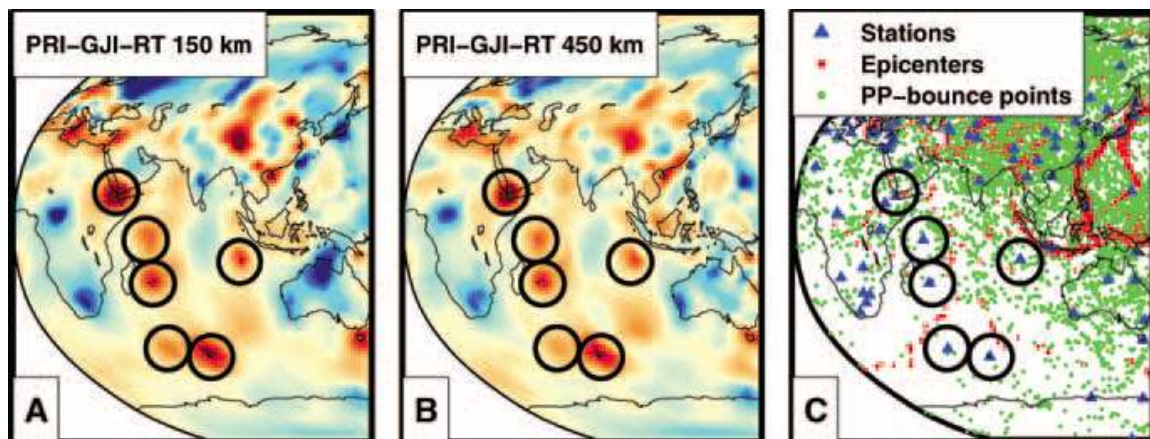 PRI-GJI-RT 150 km
A
PRI-GJI-RT 450 km
B
Stations
Epicenters
PP-bounce points
C